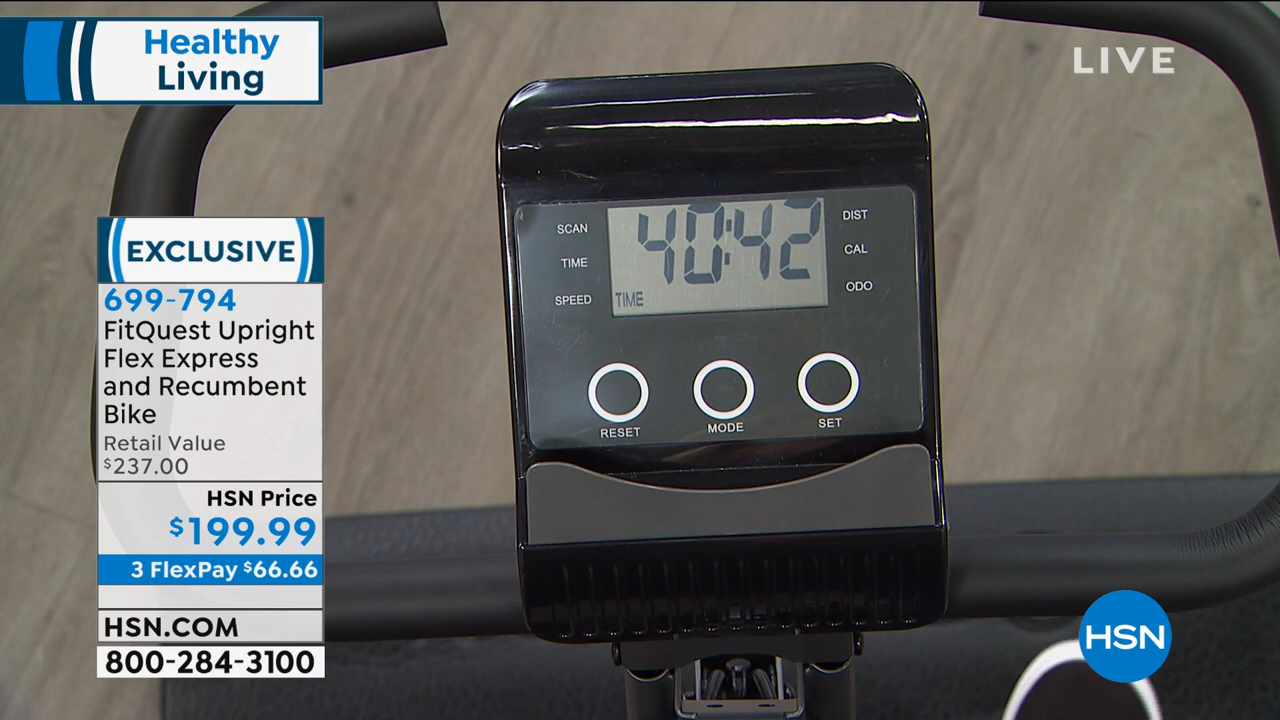 Healthy
Living
LIVE
EXCLUSIVE
699-794
FitQuest Upright
Flex Express
and Recumbent
Bike
Retail Value
$237.00
HSN Price
$199.99
3 FlexPay $66.66
HSN.COM
800-284-3100
SCAN
TIME
SPEED
40:42
TIME
DIST
CAL
ODO
RESET
MODE
SET
HSN